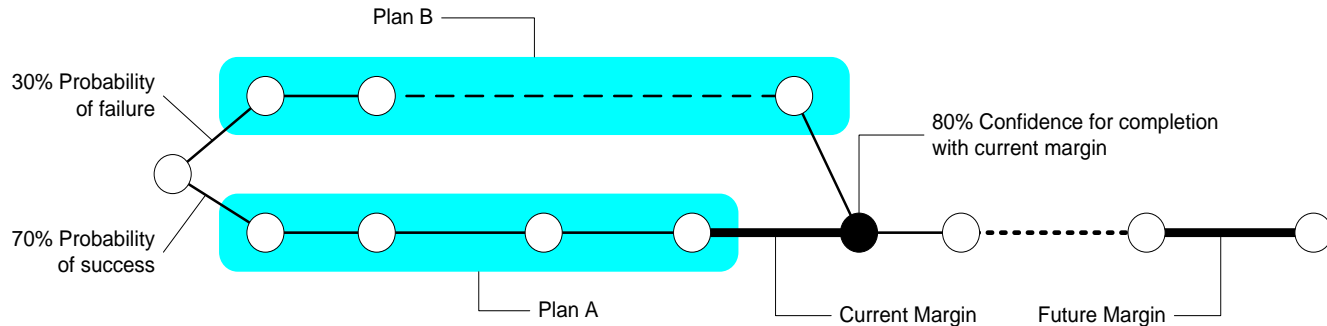 Plan B
30% Probability
of failure
80% Confidence for completion
with current margin
70% Probability
of success
Plan A
Current Margin
Future Margin